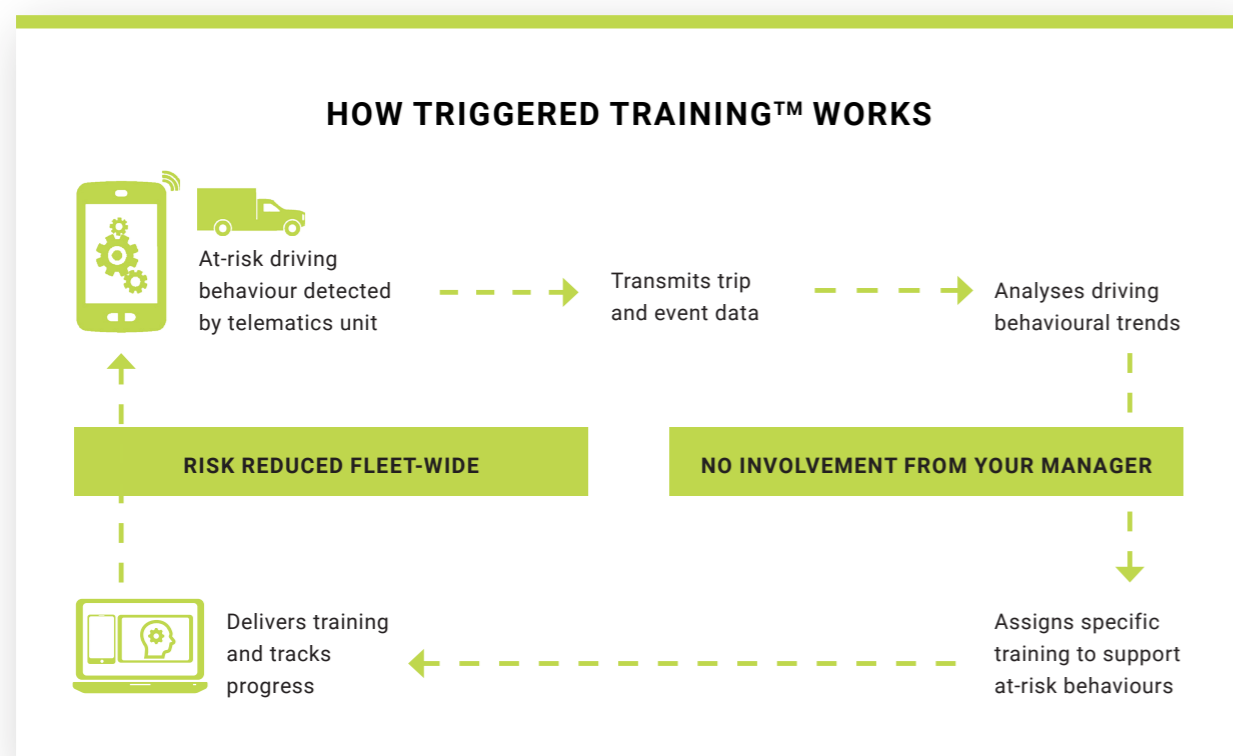 HOW TRIGGERED TRAINING™ WORKS
At-risk driving
behaviour detected
by telematics unit
Transmits trip
and event data
Analyses driving
behavioural trends
RISK REDUCED FLEET-WIDE
NO INVOLVEMENT FROM YOUR MANAGER
Delivers training
and tracks
progress
Assigns specific
training to support
at-risk behaviours